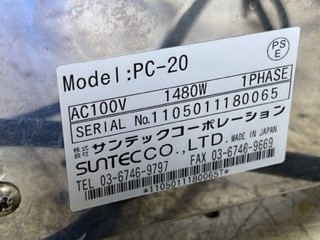 PS
E
Model:PC-20
AC100V 1480W 1PHASE
SERIAL No.1105011180065
株式会社 サンテックコーポレーション
SUNTECCO.,LTD. MADE IN JAPAN
TEL 03-6746-9797 FAX 03-6746-9669
*1105011180065T*